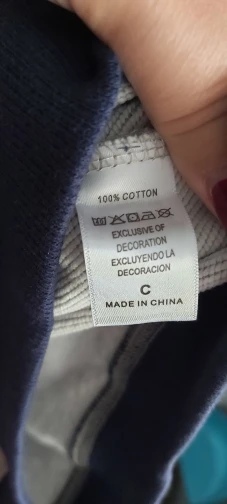 100% COTTON
EXCLUSIVE OF
DECORATION
EXCLUYENDO LA
DECORACION
C
MADE IN CHINA